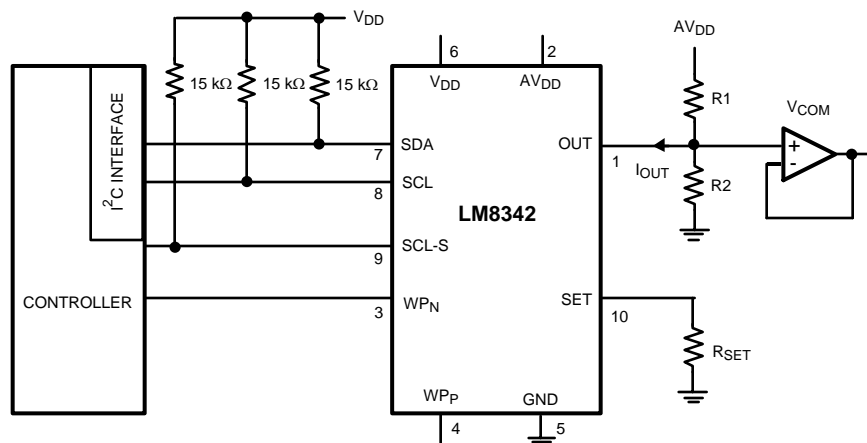 V_DD
15 kΩ 15 kΩ 15 kΩ
6
2
V_DD
AV_DD
AV_DD
R1
V_COM
I²C INTERFACE
SDA
7
OUT
1
I_OUT
+
-
R2
SCL
8
LM8342
SCL-S
9
CONTROLLER
WP_N
3
SET
10
R_SET
WP_P
4
GND
5